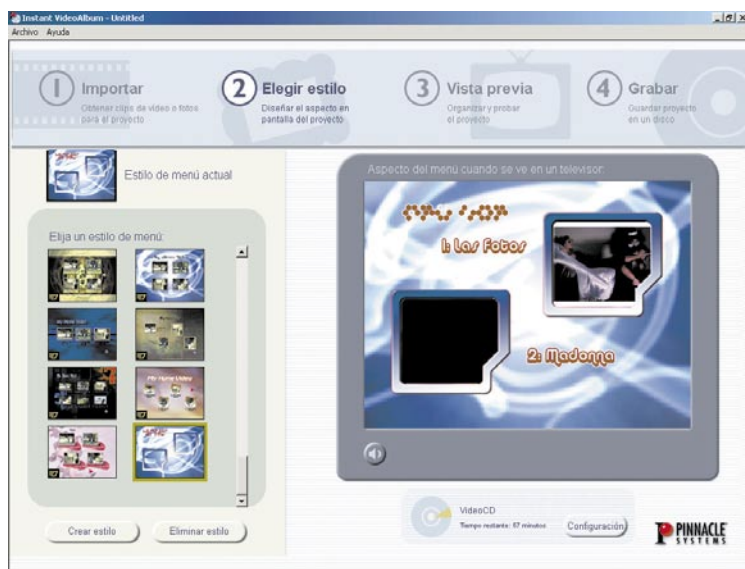 Instant VideoAlbum - Untitled
Archivo Ayuda
1 Importar
Obtener clips de vídeo o fotos
para el proyecto
2 Elegir estilo
Diseñar el aspecto en
pantalla del proyecto
3 Vista previa
Organizar y probar
el proyecto
4 Grabar
Guardar proyecto
en un disco
Estilo de menú actual
Elija un estilo de menú:
My Home Video
Crear estilo
Eliminar estilo
Aspecto del menú cuando se ve en un televisor:
1: Las Fotos
2: Madonna
VideoCD
Tiempo restante: 57 minutos
Configuración
PINNACLE
SYSTEMS